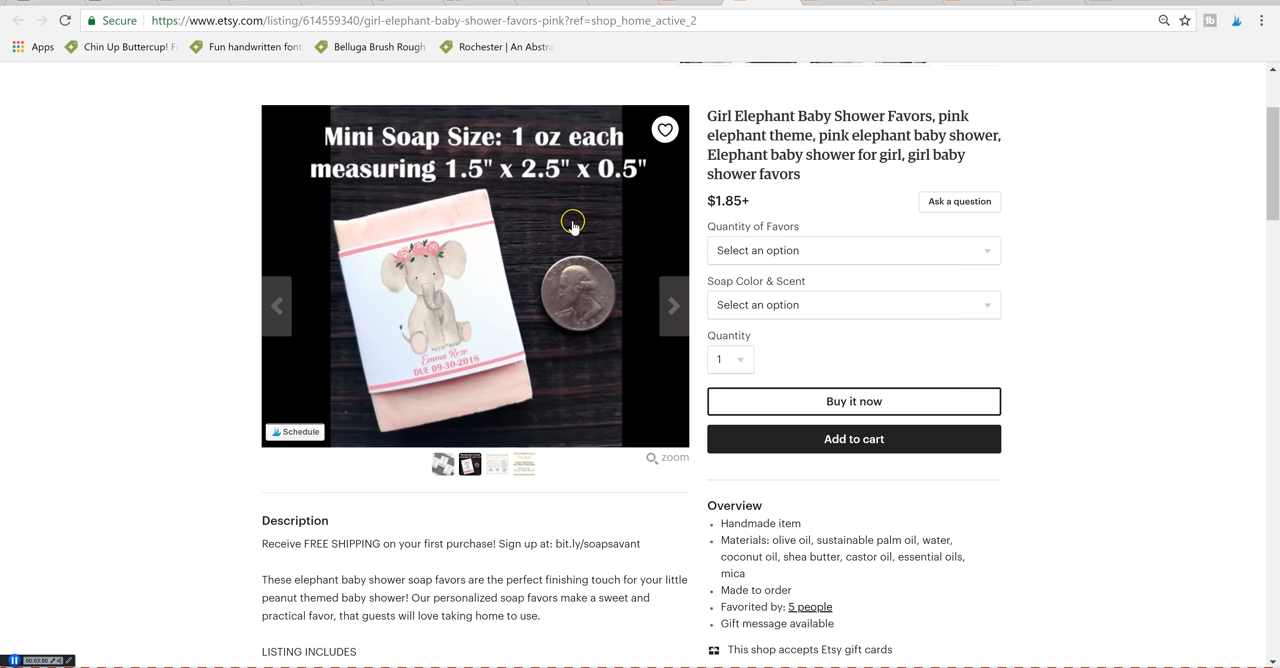 Secure
https://www.etsy.com/listing/614559340/girl-elephant-baby-shower-favors-pink?ref=shop_home_active_2
Apps
Chin Up Buttercup! F
Fun handwritten font
Belluga Brush Rough
Rochester | An Abstra
Mini Soap Size: 1 oz each
measuring 1.5" x 2.5" x 0.5"
Emma Rose
DUE 09-30-2018
Schedule
zoom
Girl Elephant Baby Shower Favors, pink
elephant theme, pink elephant baby shower,
Elephant baby shower for girl, girl baby
shower favors
$1.85+
Ask a question
Quantity of Favors
Select an option
Soap Color & Scent
Select an option
Quantity
1
Buy it now
Add to cart
Description
Receive FREE SHIPPING on your first purchase! Sign up at: bit.ly/soapsavant
These elephant baby shower soap favors are the perfect finishing touch for your little
peanut themed baby shower! Our personalized soap favors make a sweet and
practical favor, that guests will love taking home to use.
LISTING INCLUDES
Overview
Handmade item
Materials: olive oil, sustainable palm oil, water,
coconut oil, shea butter, castor oil, essential oils,
mica
Made to order
Favorited by: 5 people
Gift message available
This shop accepts Etsy gift cards
00:03:50